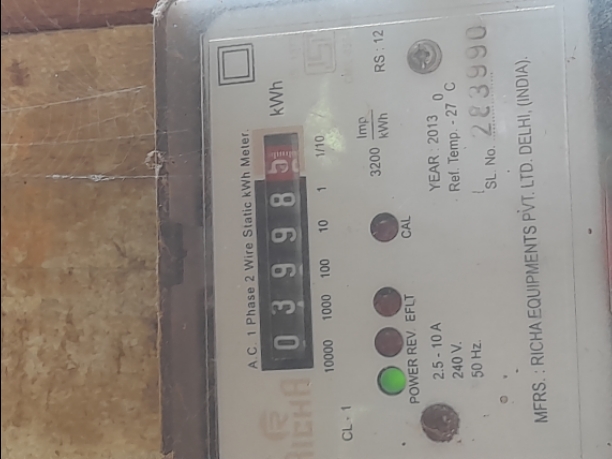 A.C. 1 Phase 2 Wire Static kWh Meter.
kWh
0 3 9 9 8 5
10000 1000 100 10 1 1/10
3200 Imp / kWh
RS : 12
CAL
POWER REV. EFLT
CL - 1
RICHA
2.5 - 10 A
240 V.
50 Hz.
YEAR : 2013
Ref. Temp. - 27 0 C
SL. No. 283990
MFRS. : RICHA EQUIPMENTS PVT. LTD. DELHI, (INDIA).